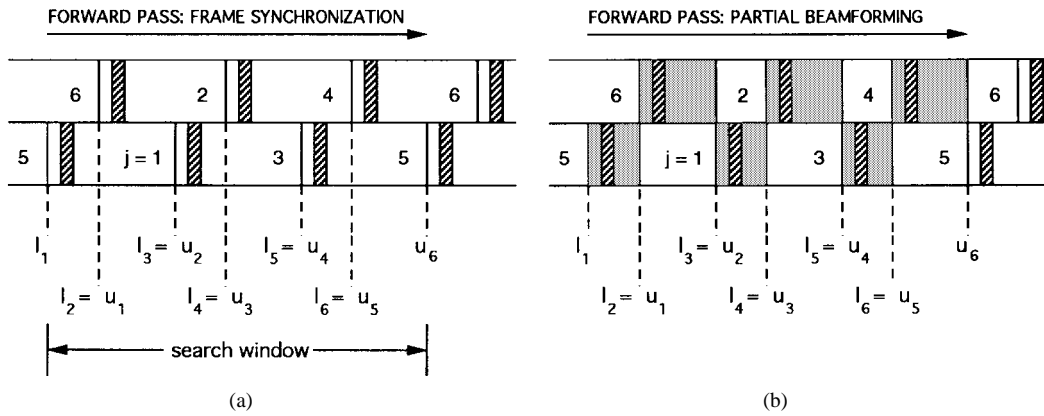 FORWARD PASS: FRAME SYNCHRONIZATION
6 2 4 6
5 j = 1 3 5
l1 l3 = u2 l5 = u4 u6
l2 = u1 l4 = u3 l6 = u5
search window
(a)
FORWARD PASS: PARTIAL BEAMFORMING
6 2 4 6
5 j = 1 3 5
l1 l3 = u2 l5 = u4 u6
l2 = u1 l4 = u3 l6 = u5
(b)